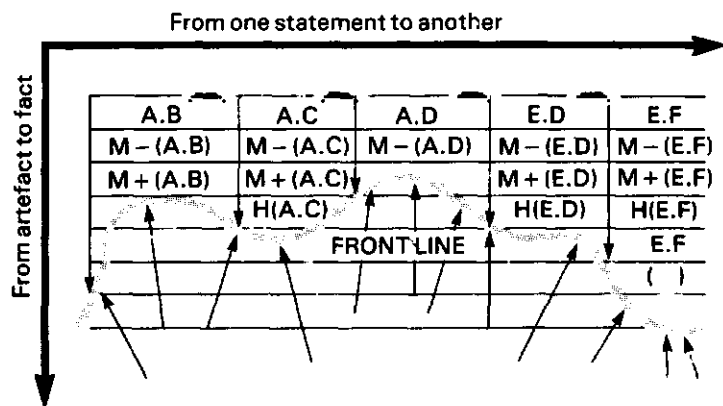 From one statement to another
From artefact to fact
A.B A.C A.D E.D E.F
M – (A.B) M – (A.C) M – (A.D) M – (E.D) M – (E.F)
M + (A.B) M + (A.C) M + (E.D) M + (E.F)
H(A.C) H(E.D) H(E.F)
FRONT LINE E.F
( )